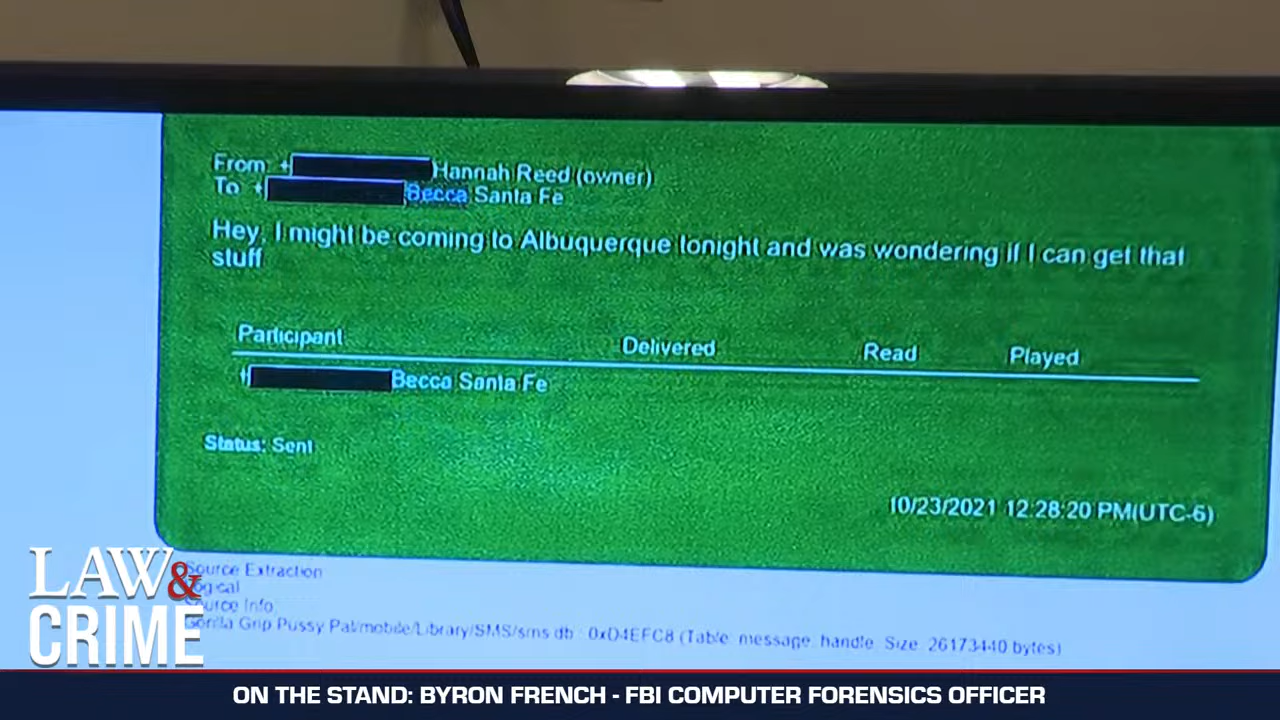 From: + Hannah Reed (owner)
To + Becca Santa Fe
Hey, I might be coming to Albuquerque tonight and was wondering if I can get that
stuff
Participant Delivered Read Played
+ Becca Santa Fe
Status: Sent
10/23/2021 12:28:20 PM(UTC-6)
Source Extraction
Logical
Source Info
Gorilla Grip Pussy Pal/mobile/Library/SMS/sms db : 0xD4EFC8 (Table message handle Size 26173440 bytes)
LAW&
CRIME
ON THE STAND: BYRON FRENCH - FBI COMPUTER FORENSICS OFFICER